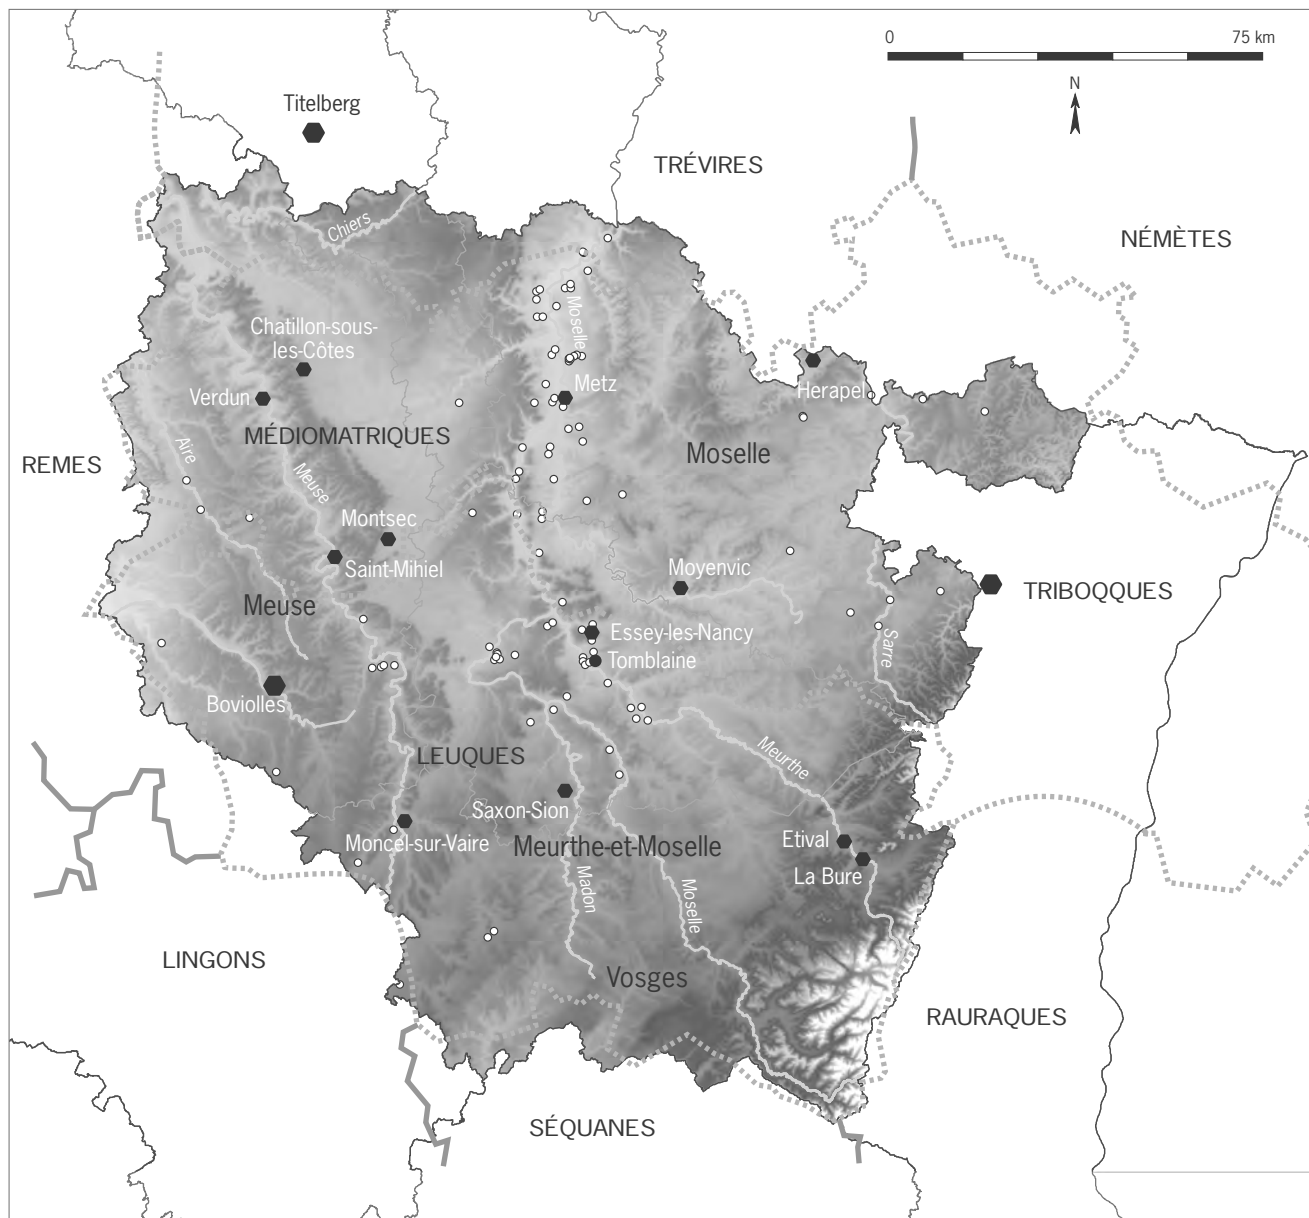 0
75 km
N
Titelberg
TRÉVIRES
NÉMÈTES
Chiers
Moselle
Chatillon-sous-
les-Côtes
Verdun
Metz
Herapel
MÉDIOMATRIQUES
Moselle
REMES
Aire
Meuse
Montsec
Saint-Mihiel
Moyenvic
TRIBOQQUES
Meuse
Essey-les-Nancy
Tomblaine
Sarre
Boviolles
LEUQUES
Meurthe
Saxon-Sion
Moncel-sur-Vaire
Meurthe-et-Moselle
Etival
La Bure
Madon
Moselle
LINGONS
Vosges
RAURAQUES
SÉQUANES